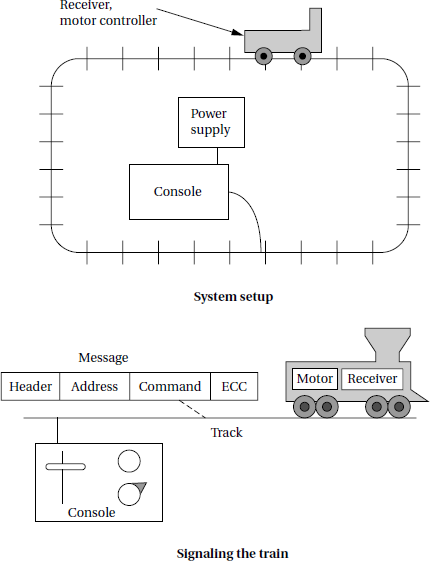 Receiver,
motor controller
Power
supply
Console
System setup
Message
Header Address Command ECC
Motor Receiver
Track
Console
Signaling the train